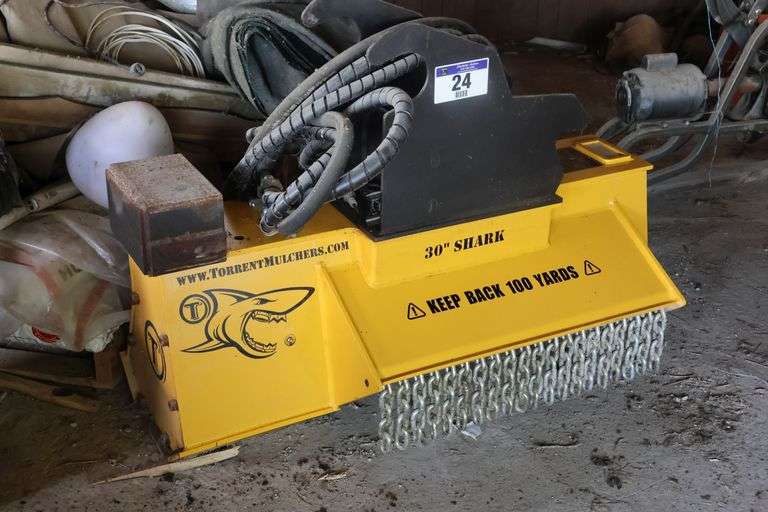 24
www.TorrentMulchers.com
30" SHARK
KEEP BACK 100 YARDS
T
T